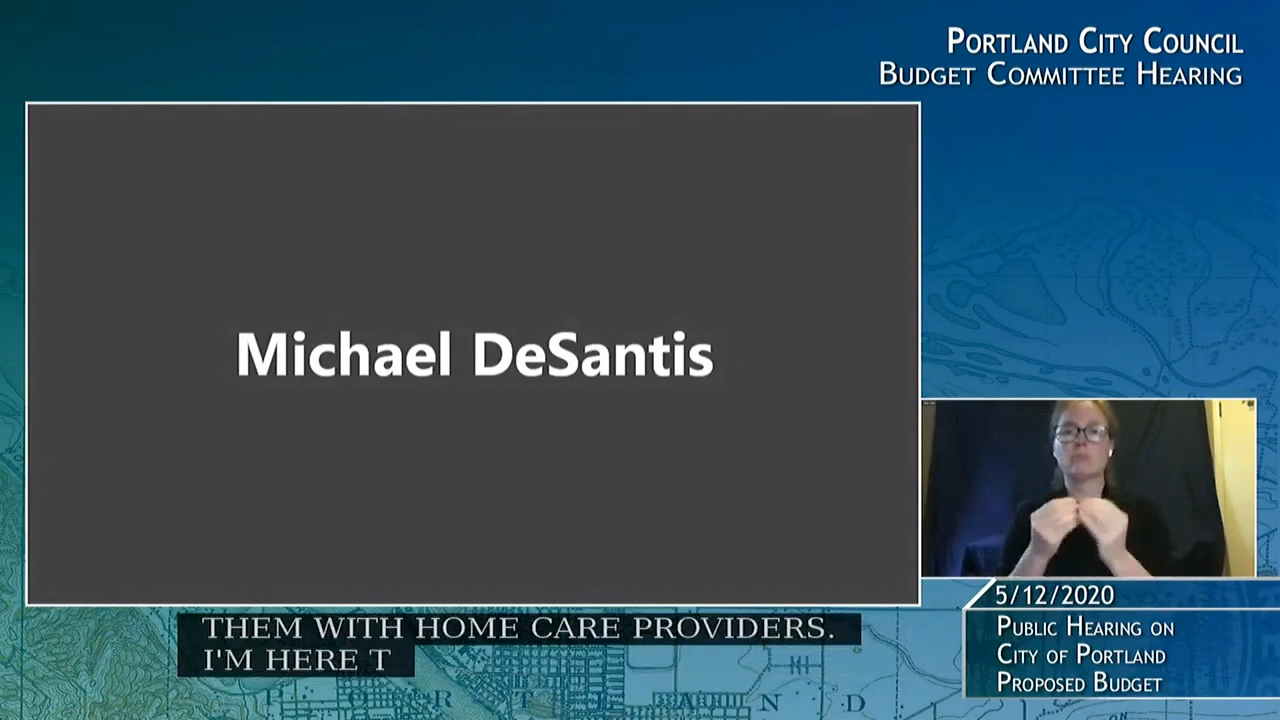 PORTLAND CITY COUNCIL
BUDGET COMMITTEE HEARING
Michael DeSantis
THEM WITH HOME CARE PROVIDERS.
I'M HERE T
5/12/2020
PUBLIC HEARING ON
CITY OF PORTLAND
PROPOSED BUDGET
P O R T L A N D
ON